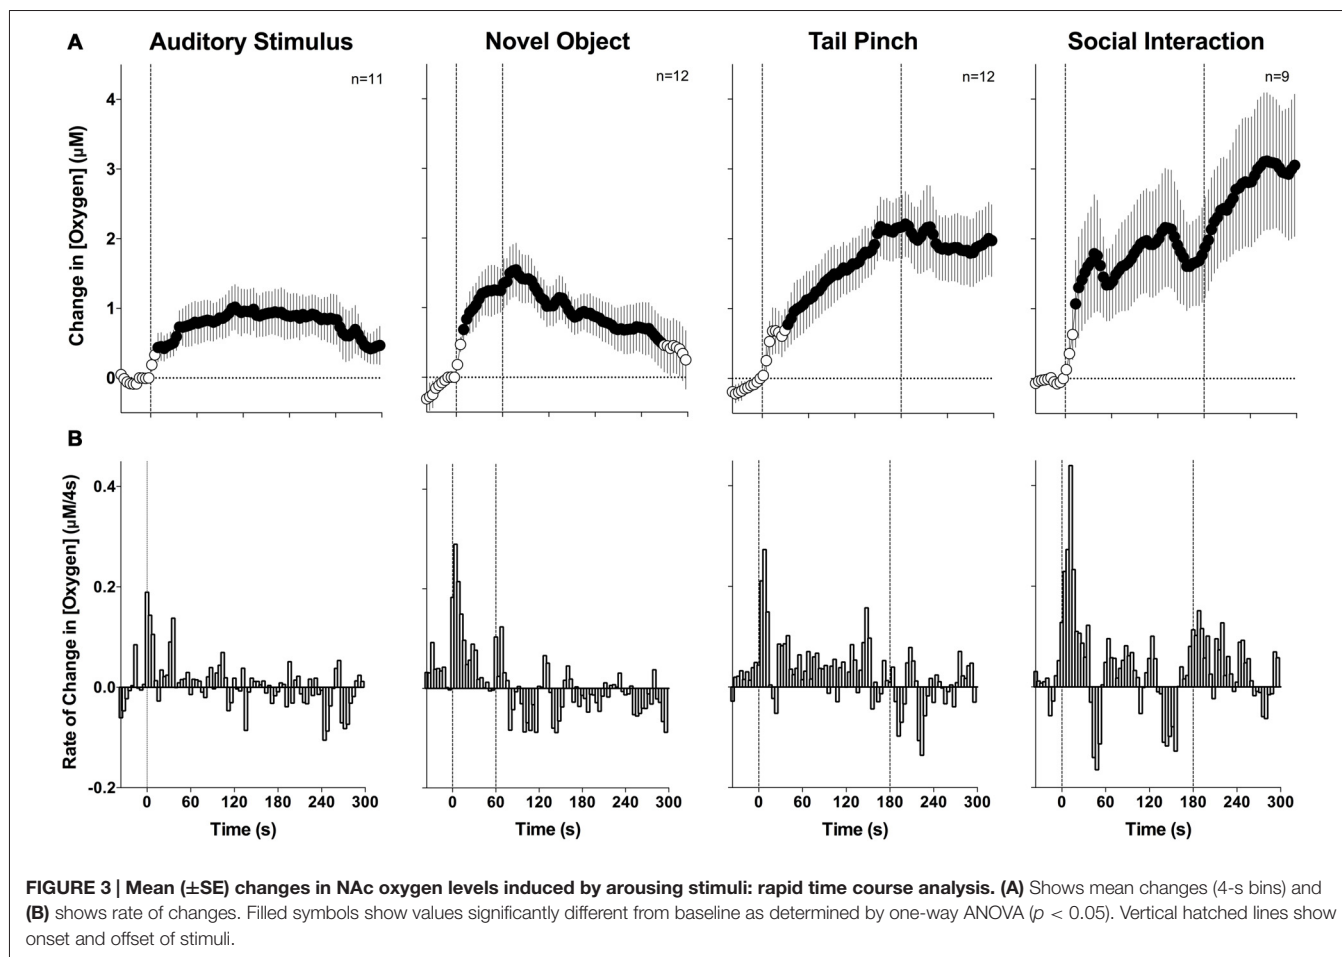 A
Auditory Stimulus
Novel Object
Tail Pinch
Social Interaction
n=11
n=12
n=12
n=9
Change in [Oxygen] (µM)
4
3
2
1
0
B
Rate of Change in [Oxygen] (µM/4s)
0.4
0.2
0.0
-0.2
0 60 120 180 240 300
0 60 120 180 240 300
0 60 120 180 240 300
0 60 120 180 240 300
Time (s)
Time (s)
Time (s)
Time (s)
FIGURE 3 | Mean (±SE) changes in NAc oxygen levels induced by arousing stimuli: rapid time course analysis. (A) Shows mean changes (4-s bins) and
(B) shows rate of changes. Filled symbols show values significantly different from baseline as determined by one-way ANOVA (p < 0.05). Vertical hatched lines show
onset and offset of stimuli.